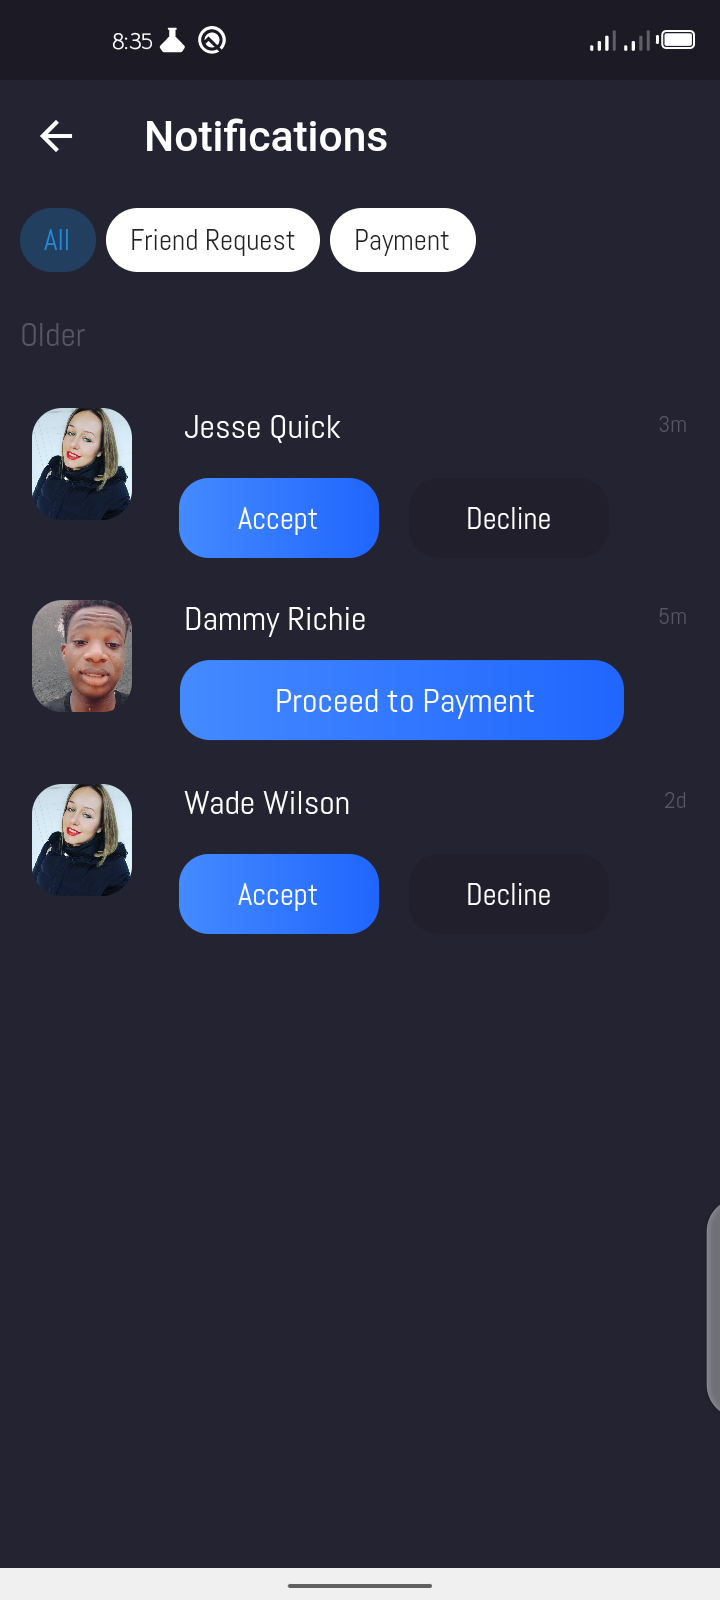 8:35
Notifications
All Friend Request Payment
Older
Jesse Quick 3m
Accept Decline
Dammy Richie 5m
Proceed to Payment
Wade Wilson 2d
Accept Decline